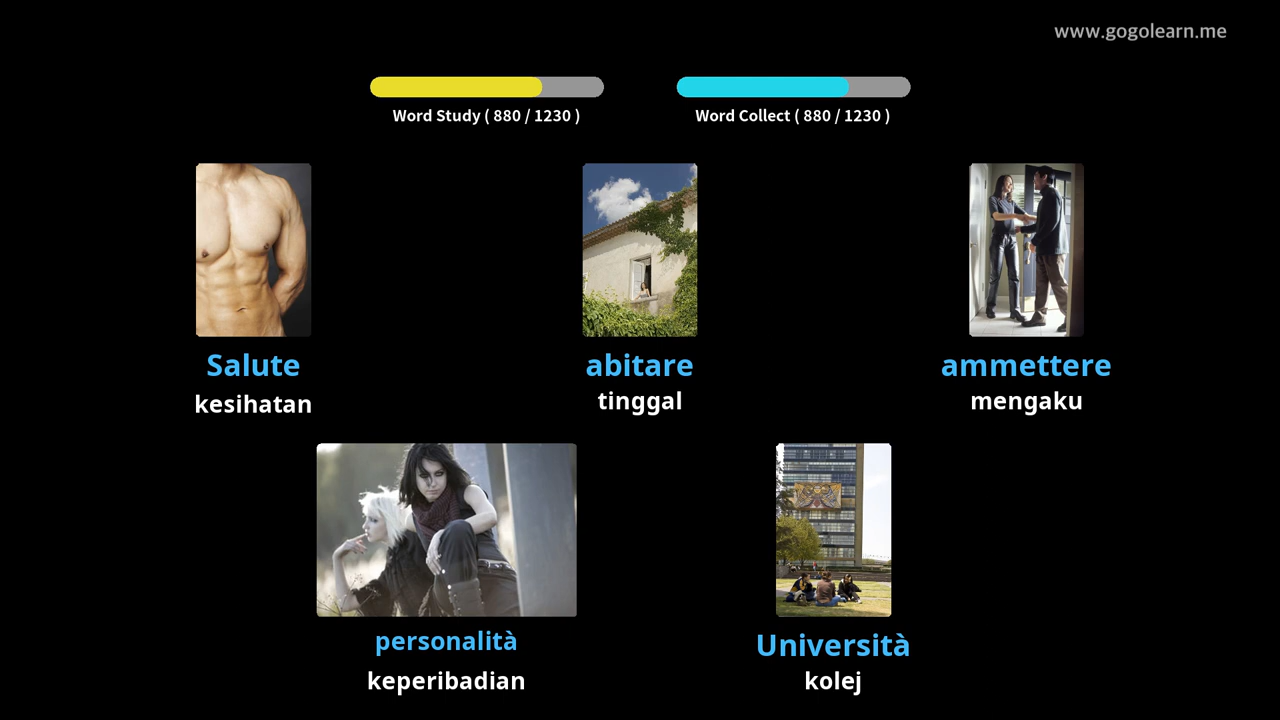 www.gogolearn.me
Word Study ( 880 / 1230 )
Word Collect ( 880 / 1230 )
Salute
kesihatan
abitare
tinggal
ammettere
mengaku
personalità
keperibadian
Università
kolej